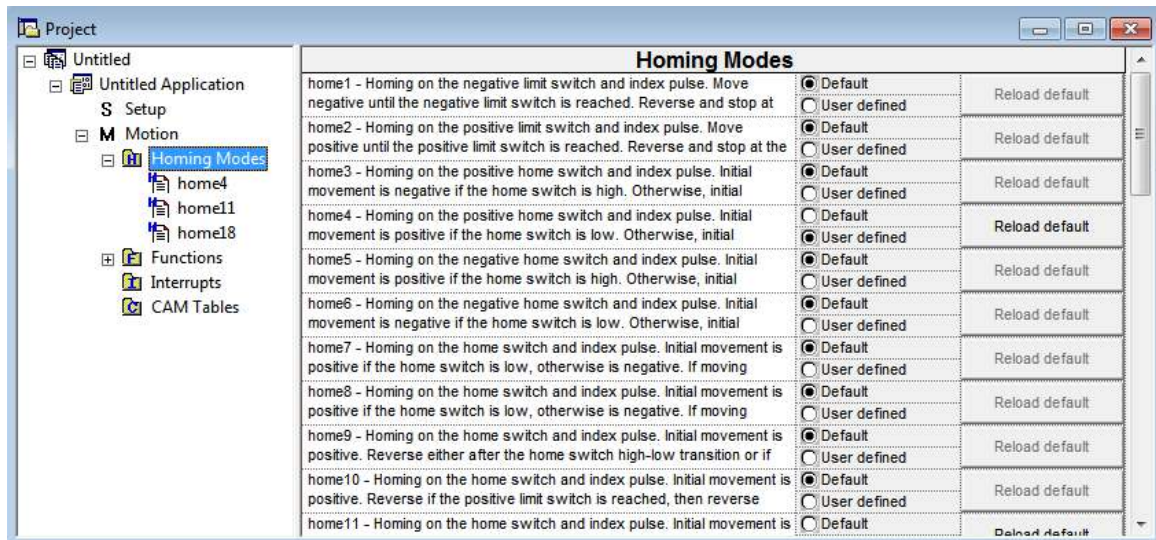 Project
Untitled
Untitled Application
S Setup
M Motion
H Homing Modes
home4
home11
home18
F Functions
I Interrupts
C CAM Tables
Homing Modes
home1 - Homing on the negative limit switch and index pulse. Move
negative until the negative limit switch is reached. Reverse and stop at
Default
User defined
Reload default
home2 - Homing on the positive limit switch and index pulse. Move
positive until the positive limit switch is reached. Reverse and stop at the
Default
User defined
Reload default
home3 - Homing on the positive home switch and index pulse. Initial
movement is negative if the home switch is high. Otherwise, initial
Default
User defined
Reload default
home4 - Homing on the positive home switch and index pulse. Initial
movement is positive if the home switch is low. Otherwise, initial
Default
User defined
Reload default
home5 - Homing on the negative home switch and index pulse. Initial
movement is positive if the home switch is high. Otherwise, initial
Default
User defined
Reload default
home6 - Homing on the negative home switch and index pulse. Initial
movement is negative if the home switch is low. Otherwise, initial
Default
User defined
Reload default
home7 - Homing on the home switch and index pulse. Initial movement is
positive if the home switch is low, otherwise is negative. If moving
Default
User defined
Reload default
home8 - Homing on the home switch and index pulse. Initial movement is
positive if the home switch is low, otherwise is negative. If moving
Default
User defined
Reload default
home9 - Homing on the home switch and index pulse. Initial movement is
positive. Reverse either after the home switch high-low transition or if
Default
User defined
Reload default
home10 - Homing on the home switch and index pulse. Initial movement is
positive. Reverse if the positive limit switch is reached, then reverse
Default
User defined
Reload default
home11 - Homing on the home switch and index pulse. Initial movement is
Default
Reload default